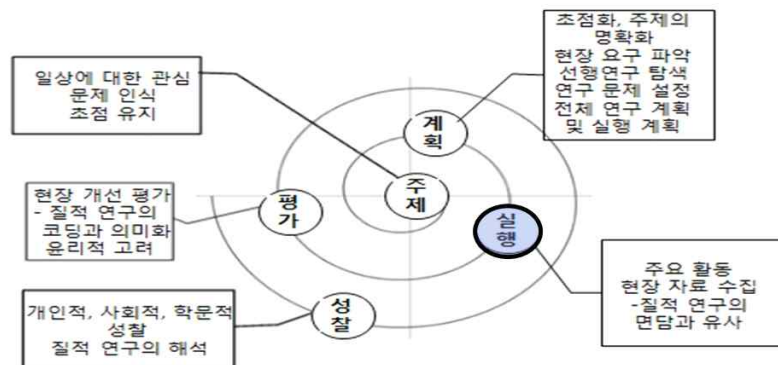 초점화, 주제의
명확화
현장 요구 파악
선행연구 탐색
연구 문제 설정
전체 연구 계획
및 실행 계획
일상에 대한 관심
문제 인식
초점 유지
계
획
주
제
현장 개선 평가
- 질적 연구의
코딩과 의미화
윤리적 고려
평
가
실
행
주요 활동
현장 자료 수집
-질적 연구의
면담과 유사
개인적, 사회적, 학문적
성찰
질적 연구의 해석
성
찰